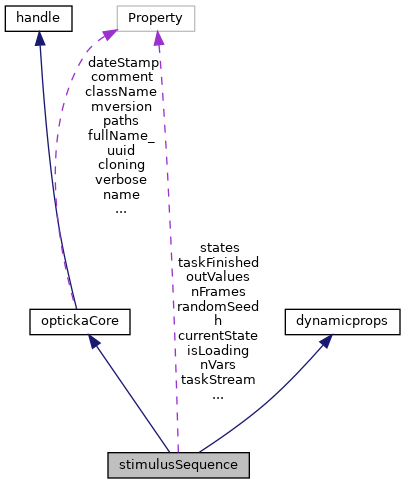 handle
Property
dateStamp
comment
className
mversion
paths
fullName_
uuid
cloning
verbose
name
...
states
taskFinished
outValues
nFrames
randomSeed
h
currentState
isLoading
nVars
taskStream
...
optickaCore
dynamicprops
stimulusSequence